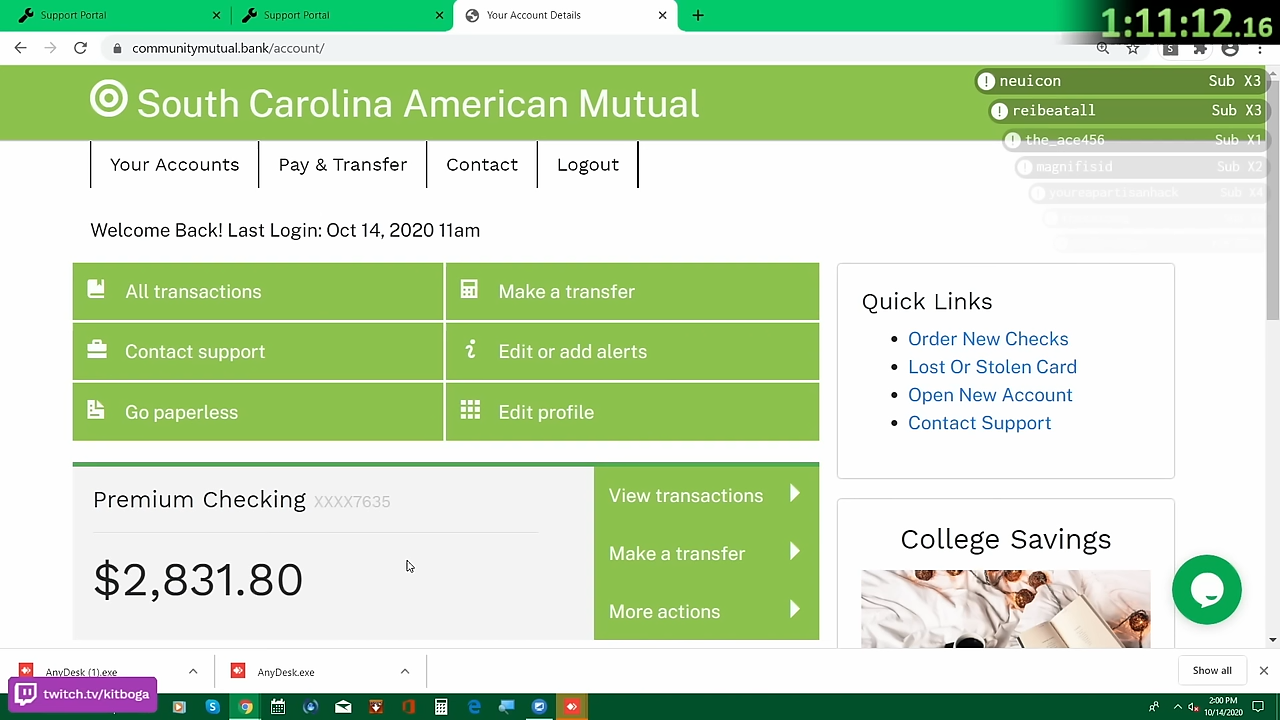 Support Portal
Support Portal
Your Account Details
1:11:12.16
communitymutual.bank/account/
neuicon Sub X3
reibeatall Sub X3
the_ace456 Sub X1
magnifisid Sub X2
youreapartisanhack Sub X4
South Carolina American Mutual
Your Accounts
Pay & Transfer
Contact
Logout
Welcome Back! Last Login: Oct 14, 2020 11am
All transactions
Make a transfer
Contact support
Edit or add alerts
Go paperless
Edit profile
Quick Links
Order New Checks
Lost Or Stolen Card
Open New Account
Contact Support
Premium Checking XXXX7635
$2,831.80
View transactions
Make a transfer
More actions
College Savings
AnyDesk (1).exe
AnyDesk.exe
Show all
twitch.tv/kitboga
2:00 PM
10/14/2020